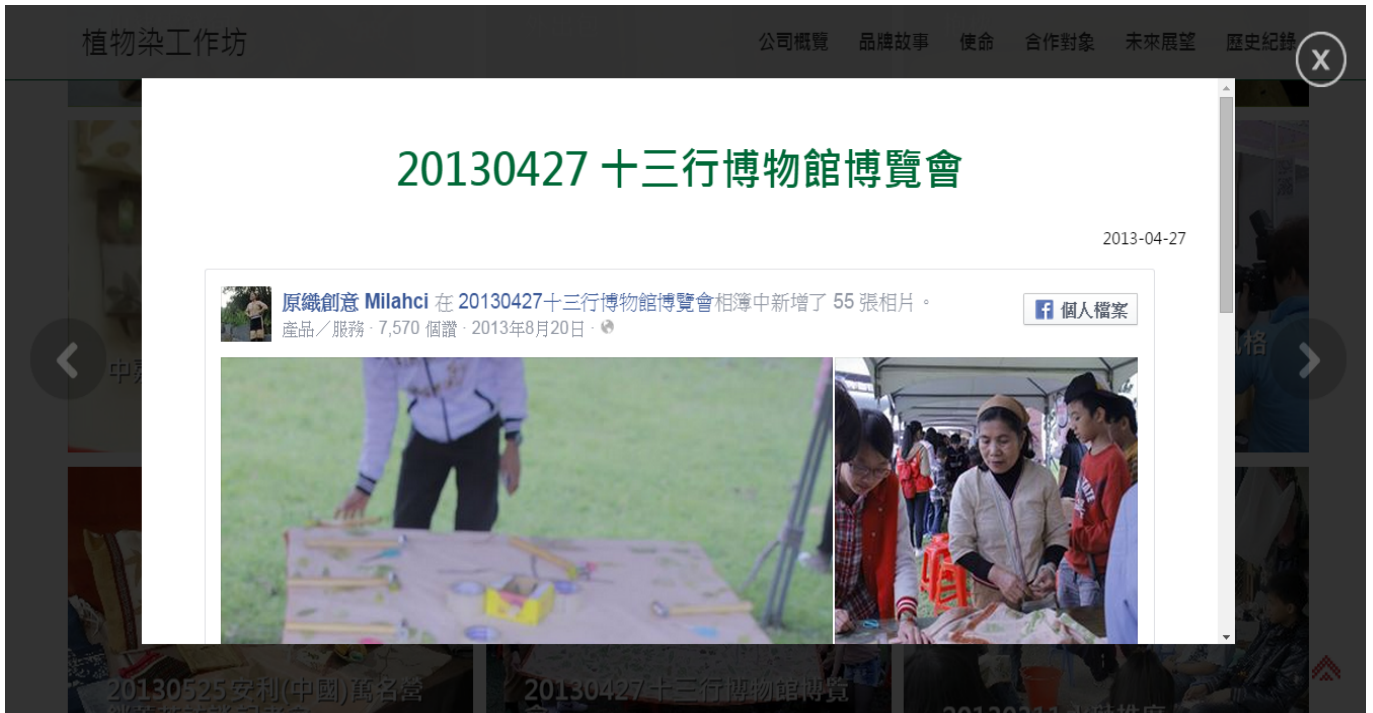 植物染工作坊
公司概覽 品牌故事 使命 合作對象 未來展望 歷史紀錄
X
20130427 十三行博物館博覽會
2013-04-27
原織創意 Milahci 在 20130427十三行博物館博覽會相簿中新增了 55 張相片。
個人檔案
產品／服務 · 7,570 個讚 · 2013年8月20日 ·
格
中
20130525 安利(中國)萬名營
20130427 十三行博物館博覽
會